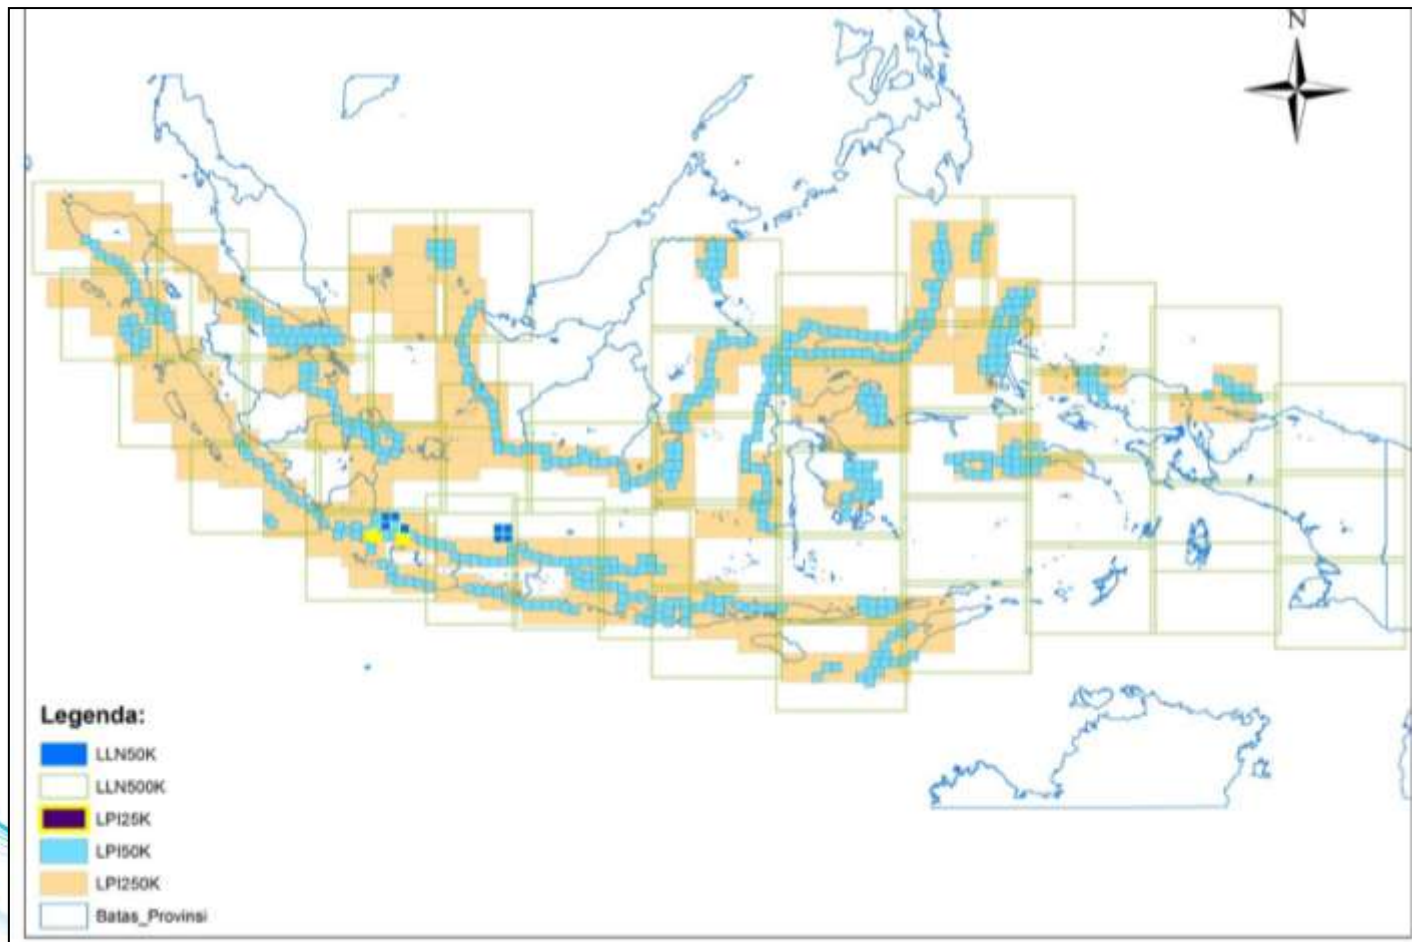 N
Legenda:
LLN50K
LLN500K
LPI25K
LPI50K
LPI250K
Batas_Provinsi